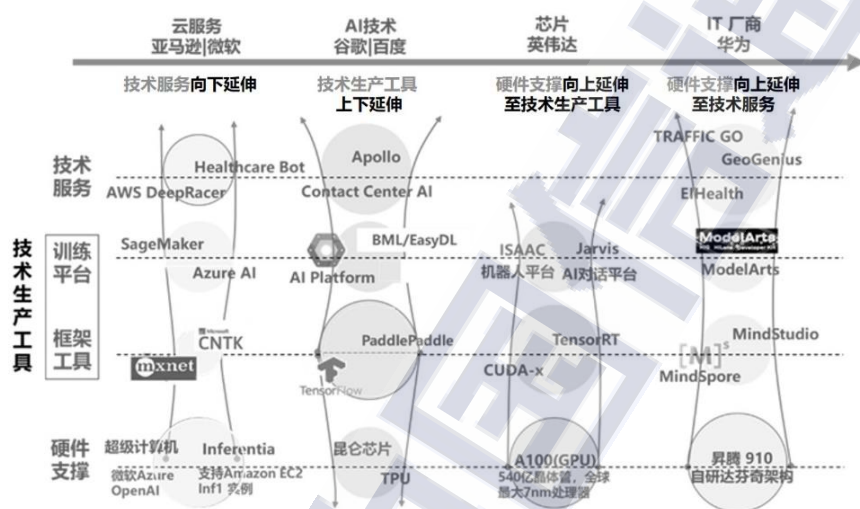 云服务
亚马逊|微软
AI技术
谷歌|百度
芯片
英伟达
IT 厂商
华为
技术服务向下延伸
技术生产工具
上下延伸
硬件支撑向上延伸
至技术生产工具
硬件支撑向上延伸
至技术服务
技术
服务
Healthcare Bot
AWS DeepRacer
Apollo
Contact Center AI
TRAFFIC GO
GeoGenius
EIHealth
技术生产工具
训练
平台
SageMaker
Azure AI
BML/EasyDL
AI Platform
ISAAC
机器人平台
Jarvis
AI对话平台
ModelArts
ModelArts
框架
工具
Microsoft
CNTK
mxnet
PaddlePaddle
TensorFlow
TensorRT
CUDA-x
MindStudio
[M]s
MindSpore
硬件
支撑
超级计算机
微软Azure
OpenAI
Inferentia
支持Amazon EC2
Inf1 实例
昆仑芯片
TPU
A100(GPU)
540亿晶体管，全球
最大7nm处理器
昇腾 910
自研达芬奇架构